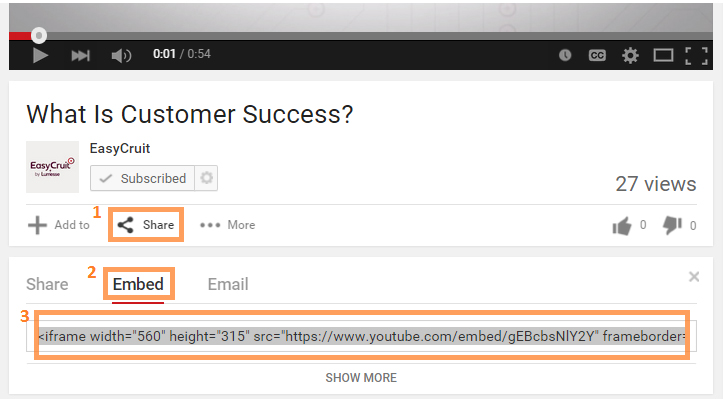 0:01 / 0:54
CC
What Is Customer Success?
EasyCruit
by Lumesse
EasyCruit
Subscribed
27 views
1
Add to
Share
More
0
0
2
Share
Embed
Email
3
<iframe width="560" height="315" src="https://www.youtube.com/embed/gEBcbsNlY2Y" frameborder=
SHOW MORE